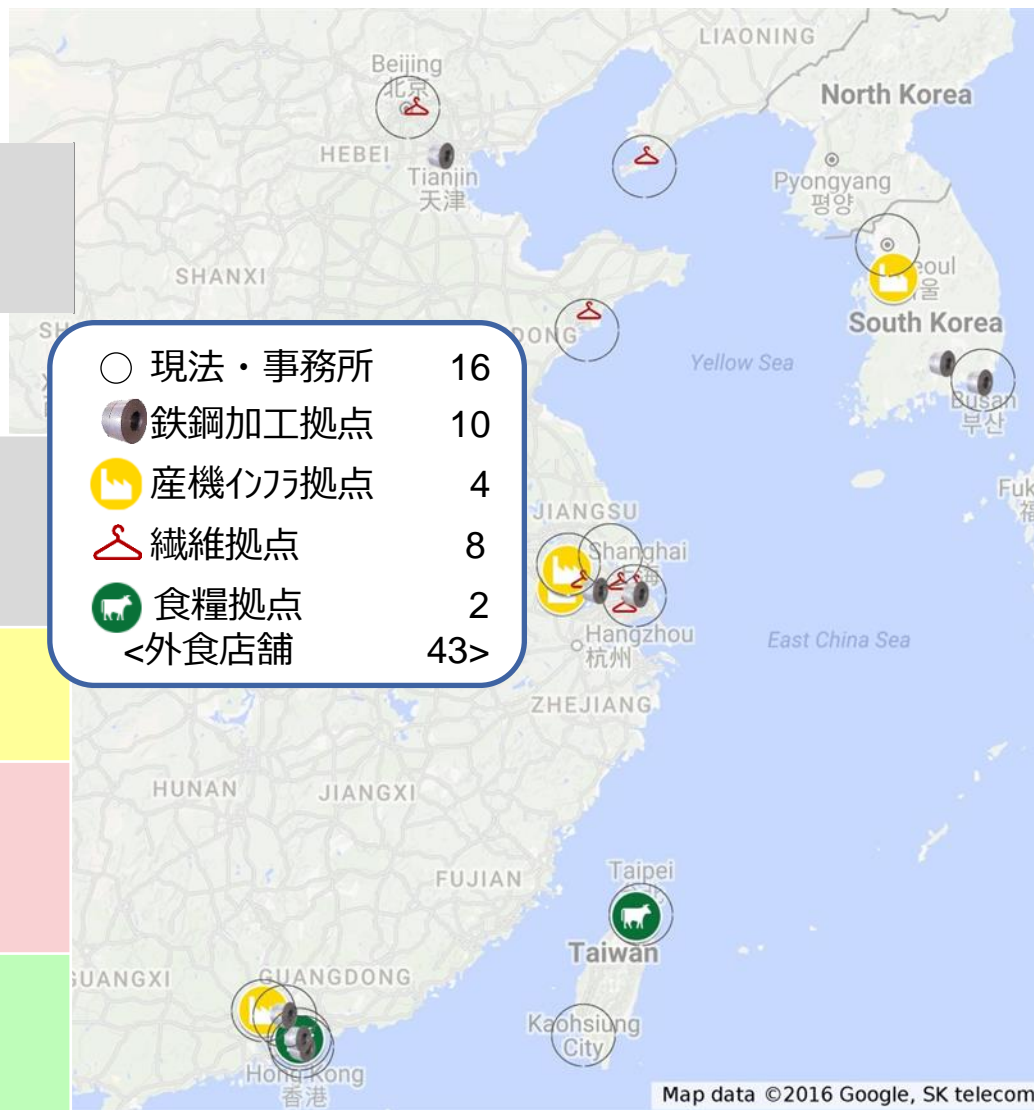 LIAONING
Beijing
北京
North Korea
HEBEI
Tianjin
天津
Pyongyang
평양
SHANXI
Seoul
서울
South Korea
Yellow Sea
Busan
부산
○ 現法・事務所 16
鉄鋼加工拠点 10
産機インフラ拠点 4
繊維拠点 8
食糧拠点 2
<外食店舗 43>
JIANGSU
Shanghai
Hangzhou
杭州
East China Sea
ZHEJIANG
HUNAN
JIANGXI
FUJIAN
Taipei
Taiwan
GUANGDONG
Kaohsiung
City
Hong Kong
香港
Map data ©2016 Google, SK telecom